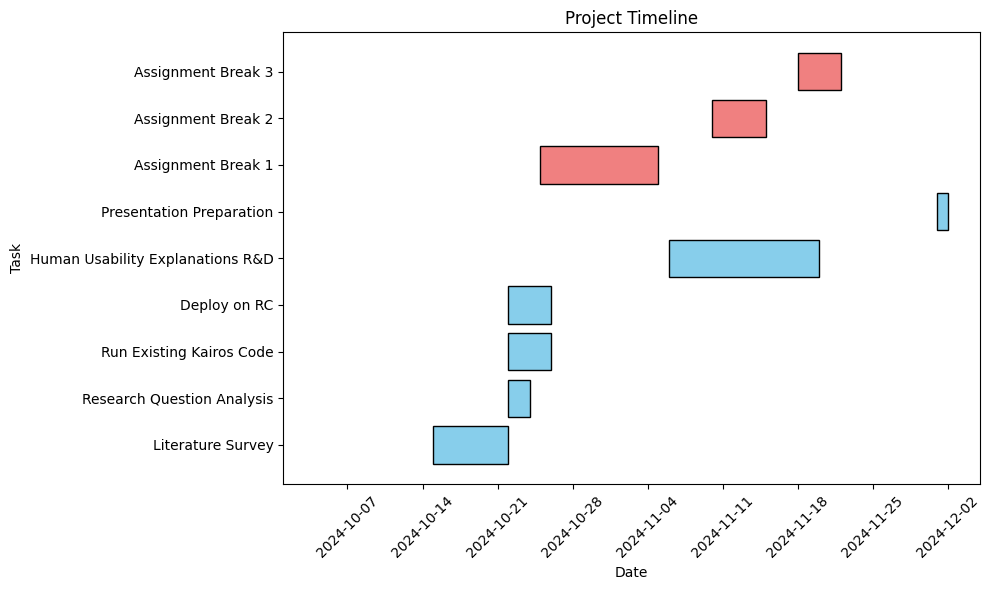 Project Timeline
Assignment Break 3
Assignment Break 2
Assignment Break 1
Presentation Preparation
Human Usability Explanations R&D
Deploy on RC
Run Existing Kairos Code
Research Question Analysis
Literature Survey
Task
2024-10-07
2024-10-14
2024-10-21
2024-10-28
2024-11-04
2024-11-11
2024-11-18
2024-11-25
2024-12-02
Date